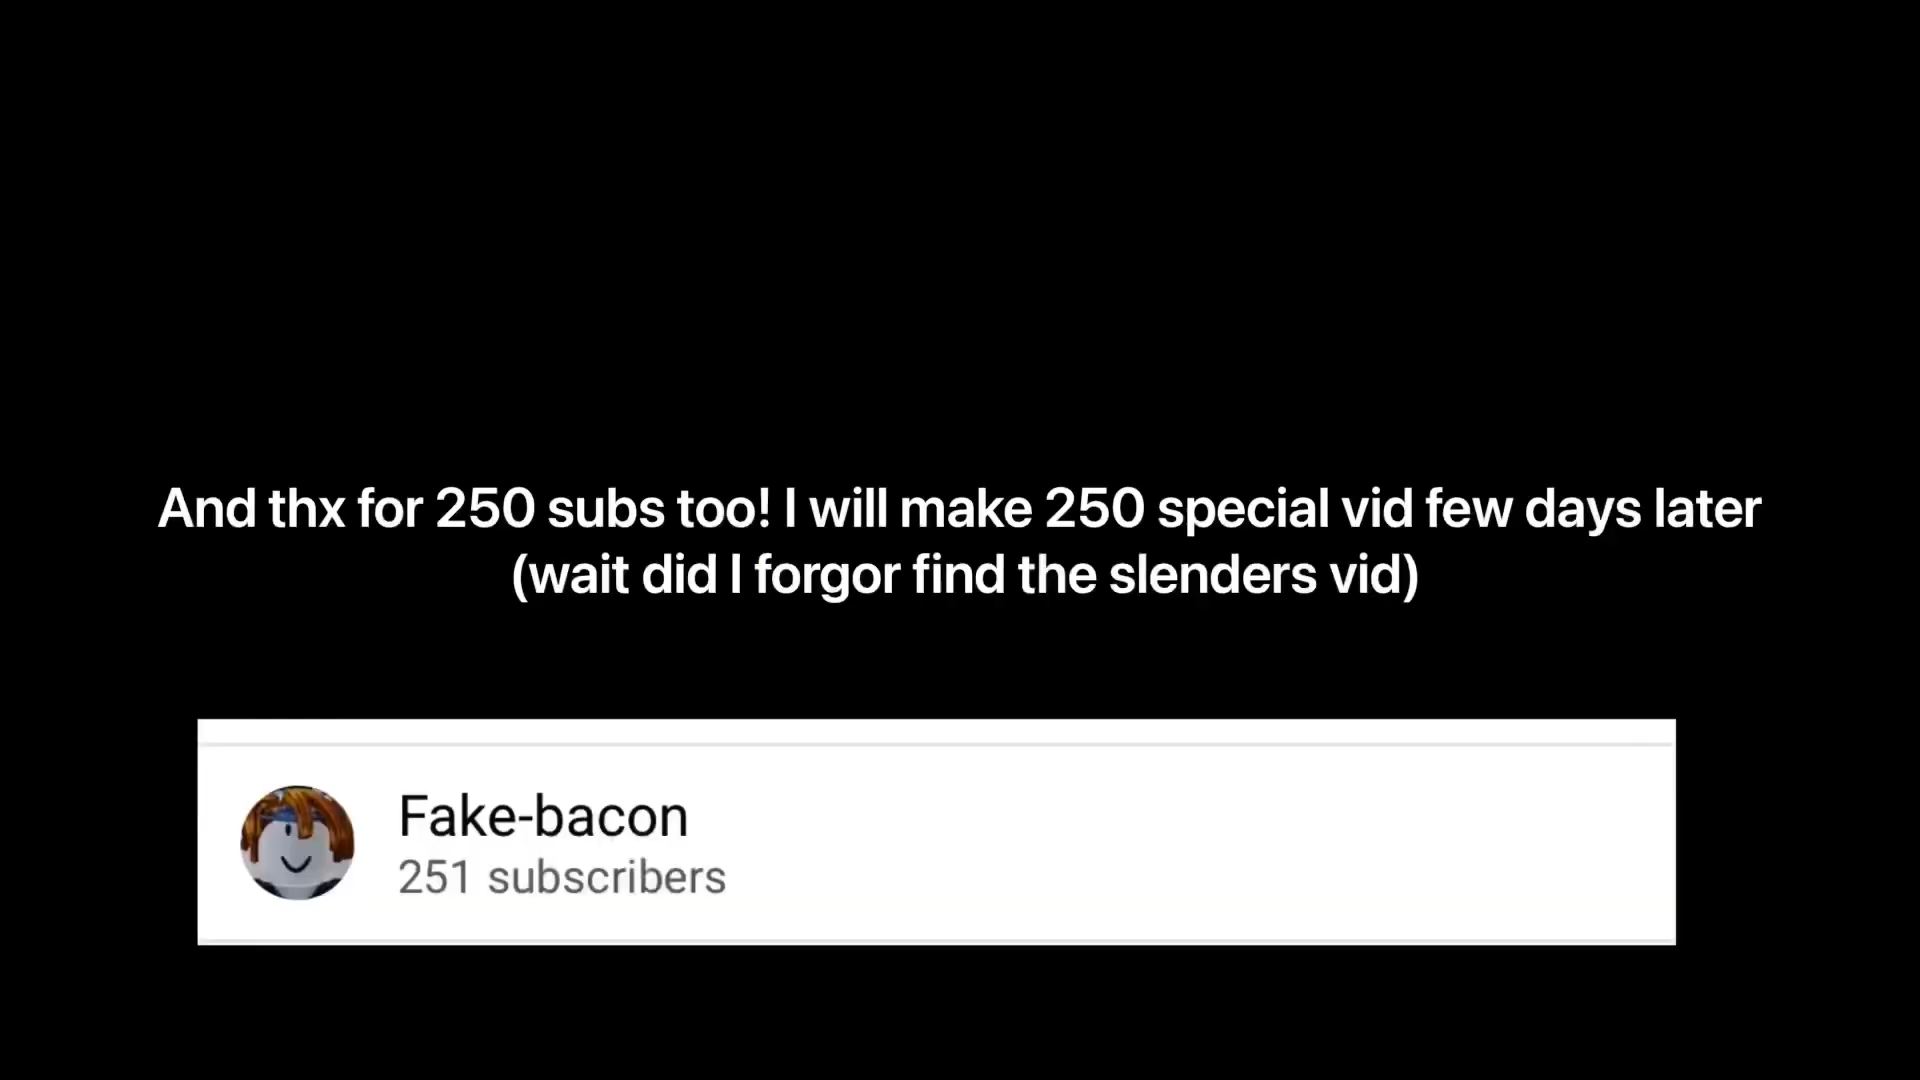 And thx for 250 subs too! I will make 250 special vid few days later
(wait did I forgor find the slenders vid)
Fake-bacon
251 subscribers